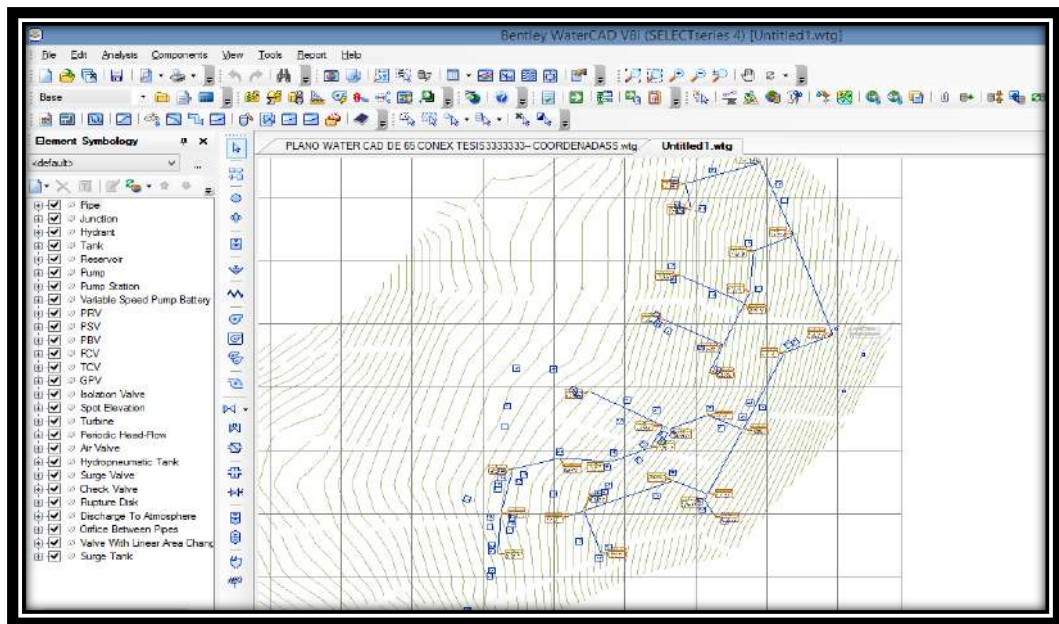 Bentley WaterCAD V8i (SELECTseries 4) [Untitled1.wtg]
File Edit Analysis Components View Tools Report Help
Base
Element Symbology
PLANO WATER CAD DE 65 CONEX TESIS3333333-- COORDENADASS.wtg
Untitled1.wtg
<default>
Pipe
Junction
Hydrant
Tank
Reservoir
Pump
Pump Station
Variable Speed Pump Battery
PRV
PSV
PBV
FCV
TCV
GPV
Isolation Valve
Spot Elevation
Turbine
Periodic Head-Flow
Air Valve
Hydropneumatic Tank
Surge Valve
Check Valve
Rupture Disk
Discharge To Atmosphere
Orifice Between Pipes
Valve With Linear Area Chang
Surge Tank